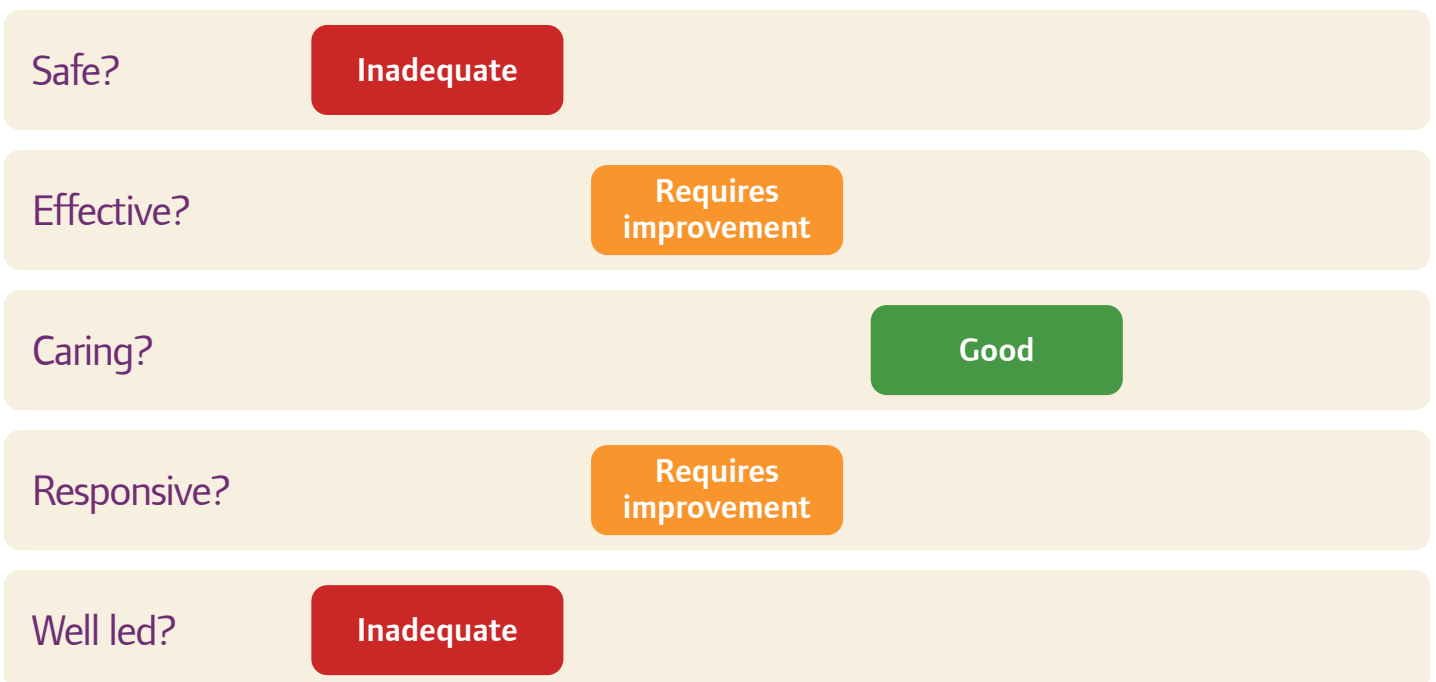 Safe?
Inadequate
Effective?
Requires
improvement
Caring?
Good
Responsive?
Requires
improvement
Well led?
Inadequate